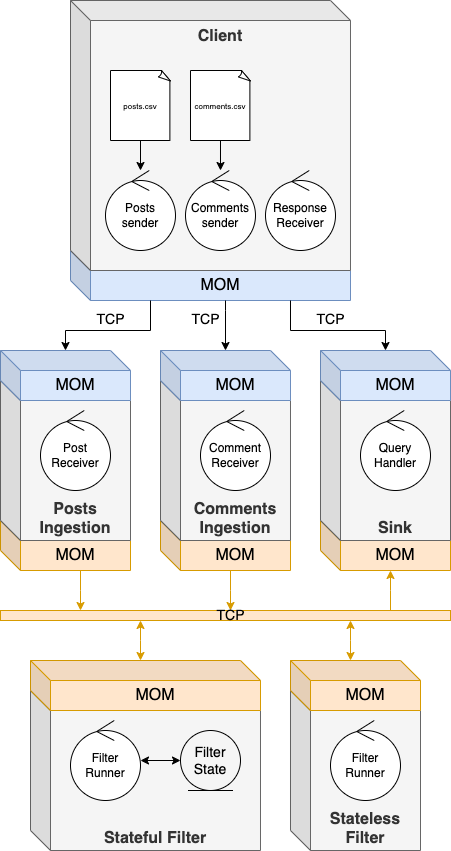 Client
posts.csv
comments.csv
Posts
sender
Comments
sender
Response
Receiver
MOM
TCP
TCP
TCP
MOM
MOM
MOM
Post
Receiver
Comment
Receiver
Query
Handler
Posts
Ingestion
Comments
Ingestion
Sink
MOM
MOM
MOM
TCP
MOM
MOM
Filter
Runner
Filter
State
Filter
Runner
Stateful Filter
Stateless
Filter